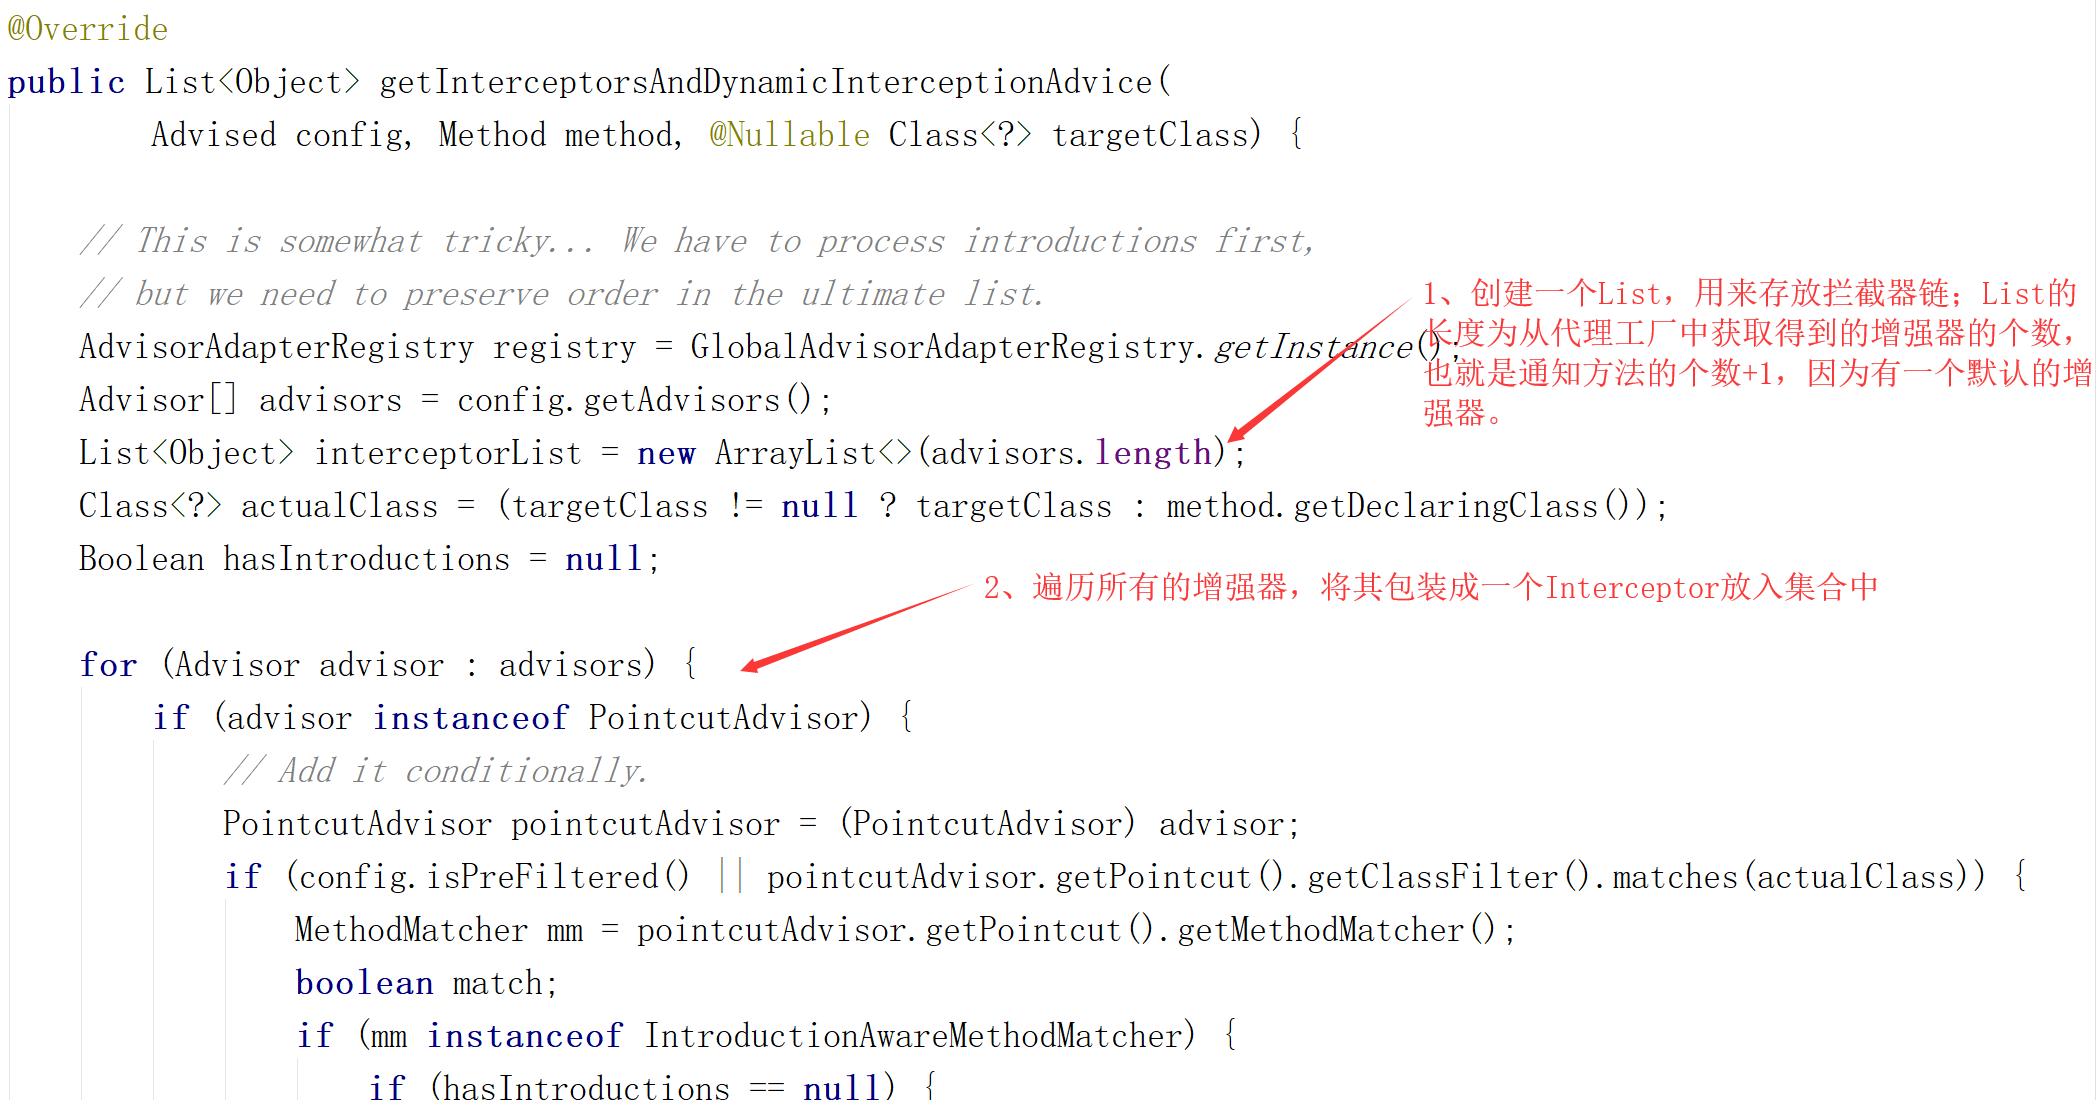 @Override
public List<Object> getInterceptorsAndDynamicInterceptionAdvice(
Advised config, Method method, @Nullable Class<?> targetClass) {
// This is somewhat tricky... We have to process introductions first,
// but we need to preserve order in the ultimate list.
AdvisorAdapterRegistry registry = GlobalAdvisorAdapterRegistry.getInstance();
Advisor[] advisors = config.getAdvisors();
List<Object> interceptorList = new ArrayList<>(advisors.length);
Class<?> actualClass = (targetClass != null ? targetClass : method.getDeclaringClass());
Boolean hasIntroductions = null;
1、创建一个List，用来存放拦截器链；List的
长度为从代理工厂中获取得到的增强器的个数，
也就是通知方法的个数+1，因为有一个默认的增
强器。
2、遍历所有的增强器，将其包装成一个Interceptor放入集合中
for (Advisor advisor : advisors) {
if (advisor instanceof PointcutAdvisor) {
// Add it conditionally.
PointcutAdvisor pointcutAdvisor = (PointcutAdvisor) advisor;
if (config.isPreFiltered() || pointcutAdvisor.getPointcut().getClassFilter().matches(actualClass)) {
MethodMatcher mm = pointcutAdvisor.getPointcut().getMethodMatcher();
boolean match;
if (mm instanceof IntroductionAwareMethodMatcher) {
if (hasIntroductions == null) {